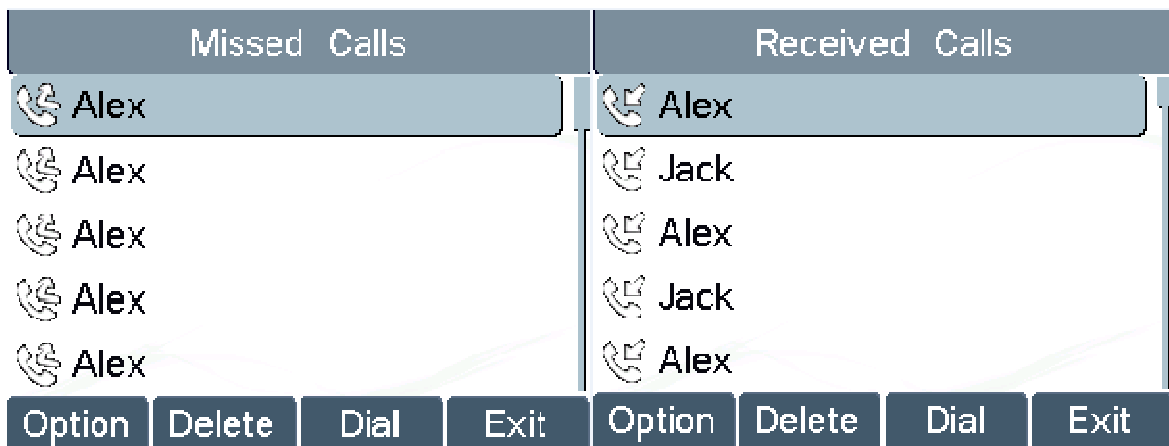 Missed Calls
Alex
Alex
Alex
Alex
Alex
Option Delete Dial Exit
Received Calls
Alex
Jack
Alex
Jack
Alex
Option Delete Dial Exit